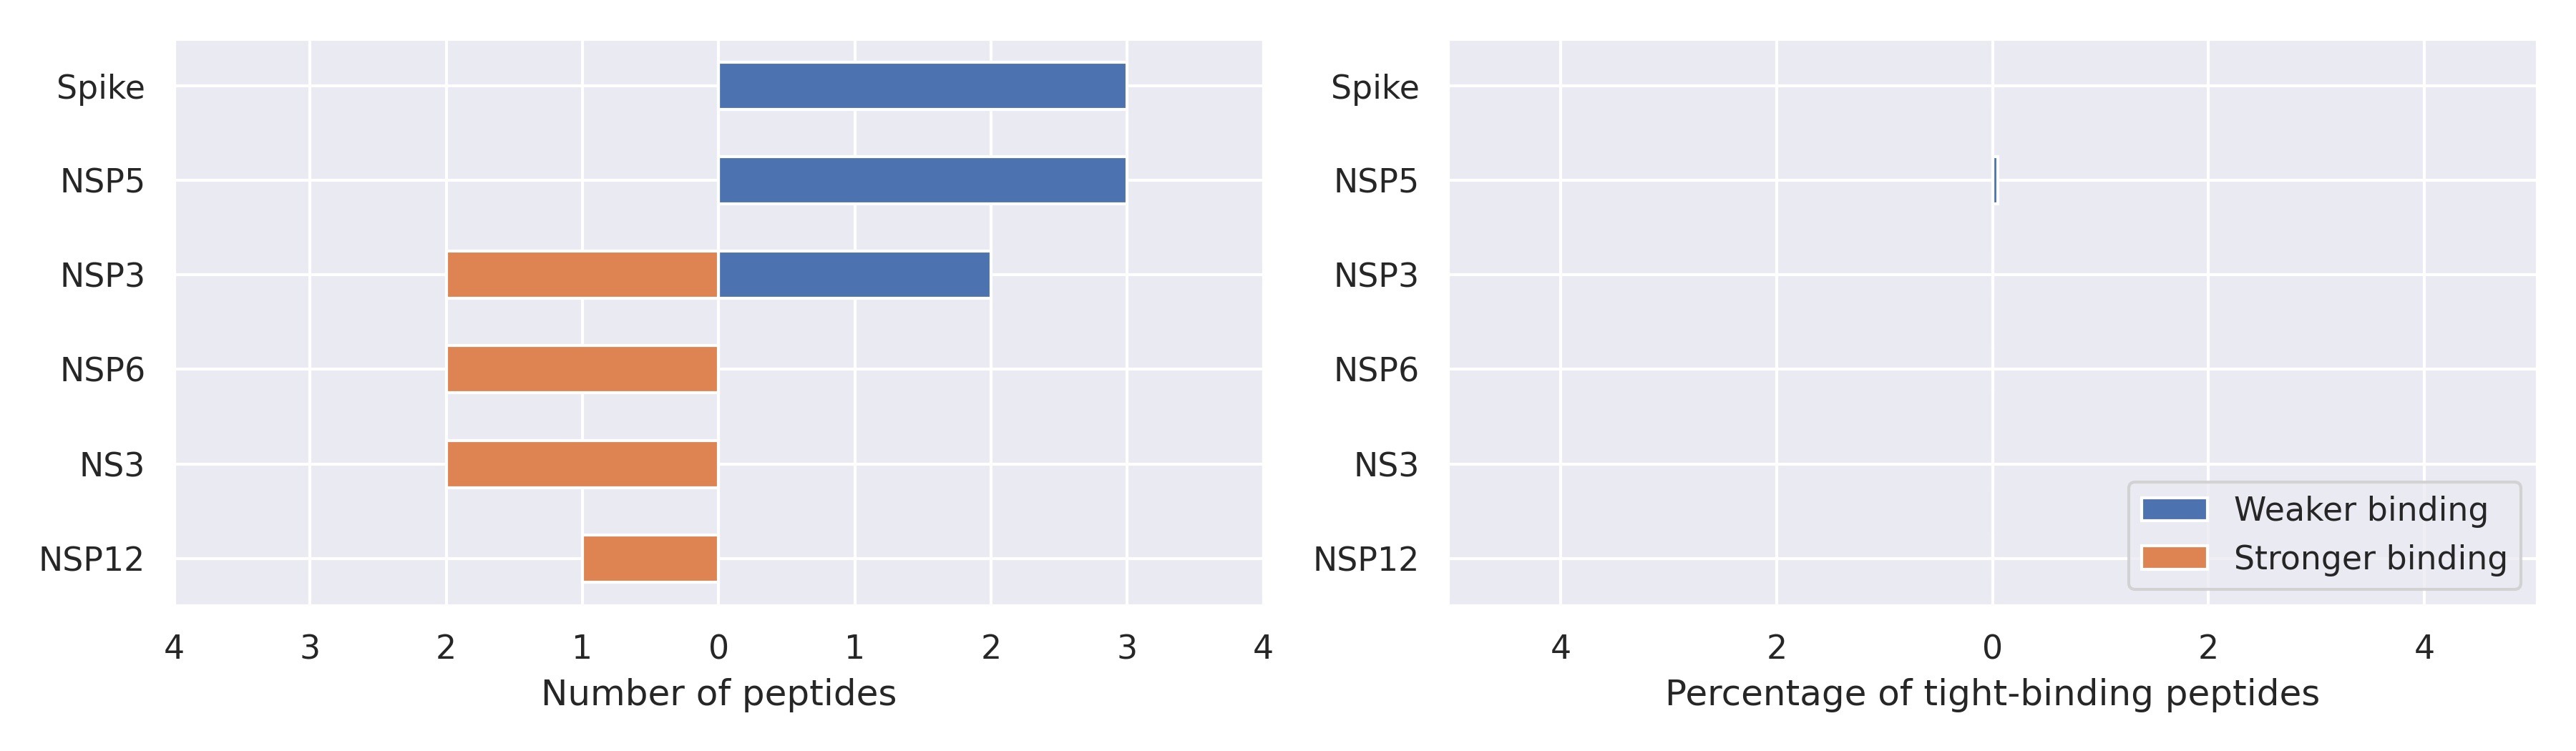 Spike
NSP5
NSP3
NSP6
NS3
NSP12
4 3 2 1 0 1 2 3 4
Number of peptides
Spike
NSP5
NSP3
NSP6
NS3
NSP12
4 2 0 2 4
Percentage of tight-binding peptides
Weaker binding
Stronger binding